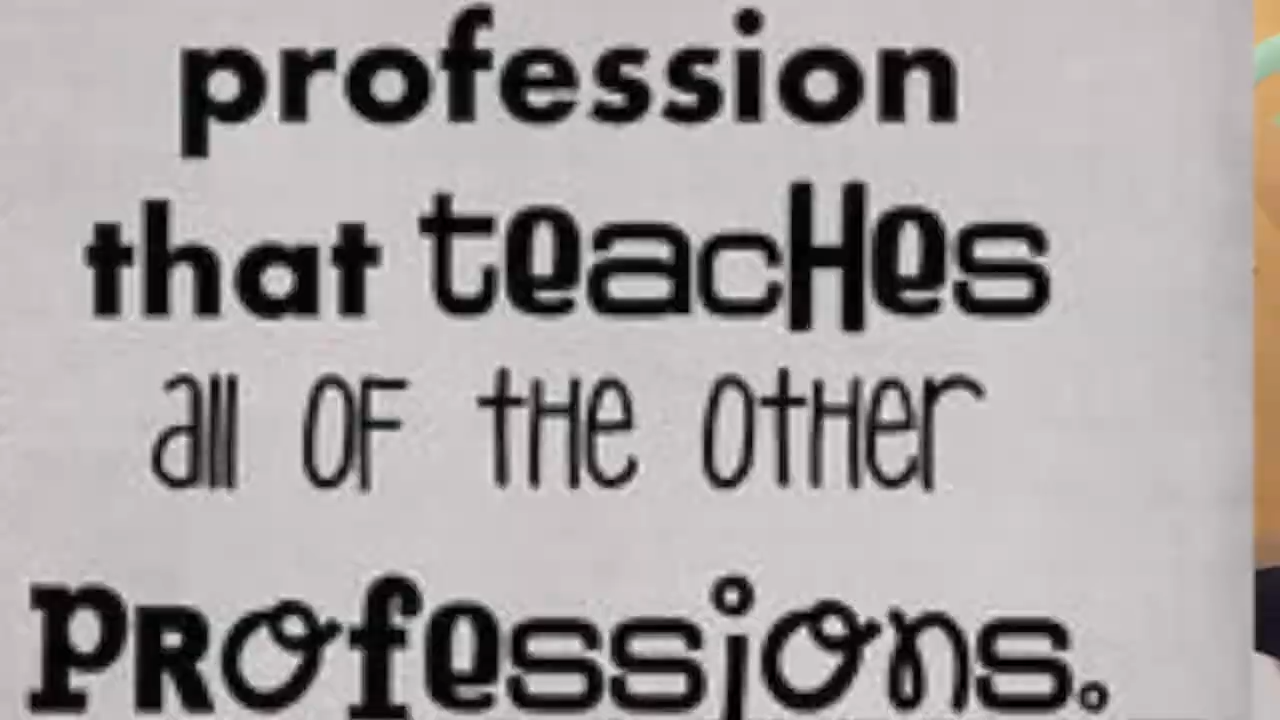 profession
that teacHes
all OF tHe otHer
PROfessions.